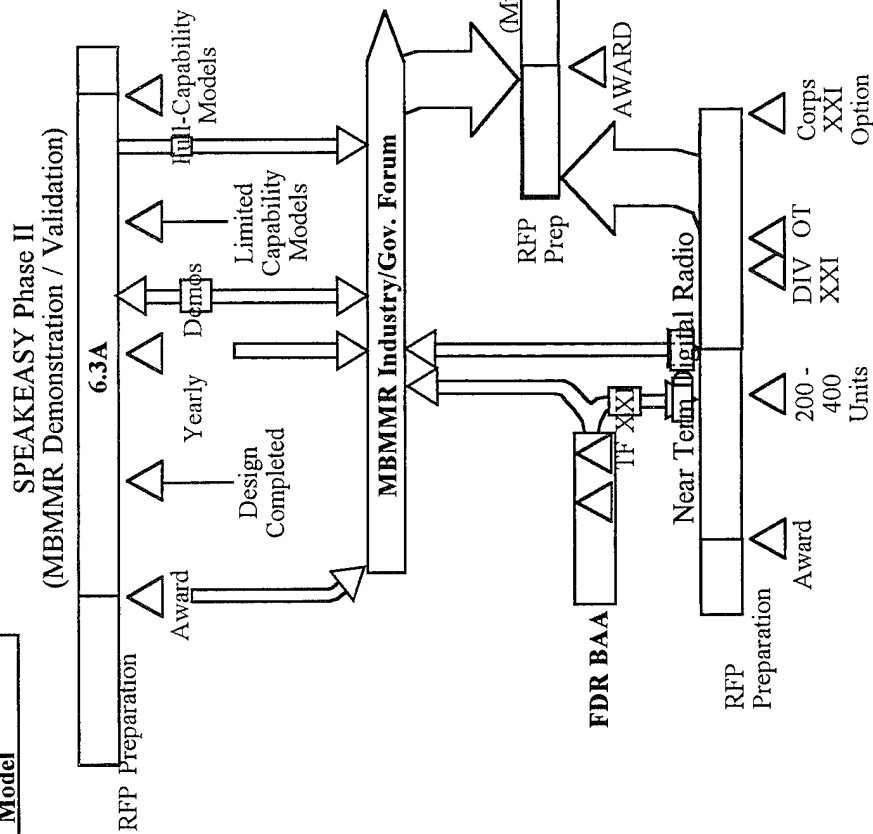 Model
SPEAKEASY Phase II
(MBMMR Demonstration / Validation)
6.3A
RFP Preparation
Award
Design
Completed
Yearly
Demos
Limited
Capability
Models
Full-Capability
Models
MBMMR Industry/Gov. Forum
RFP
Prep
AWARD
FDR BAA
TF XXI
Near Term Digital Radio
RFP
Preparation
Award
200 -
400
Units
DIV
XXI
OT
Corps
XXI
Option